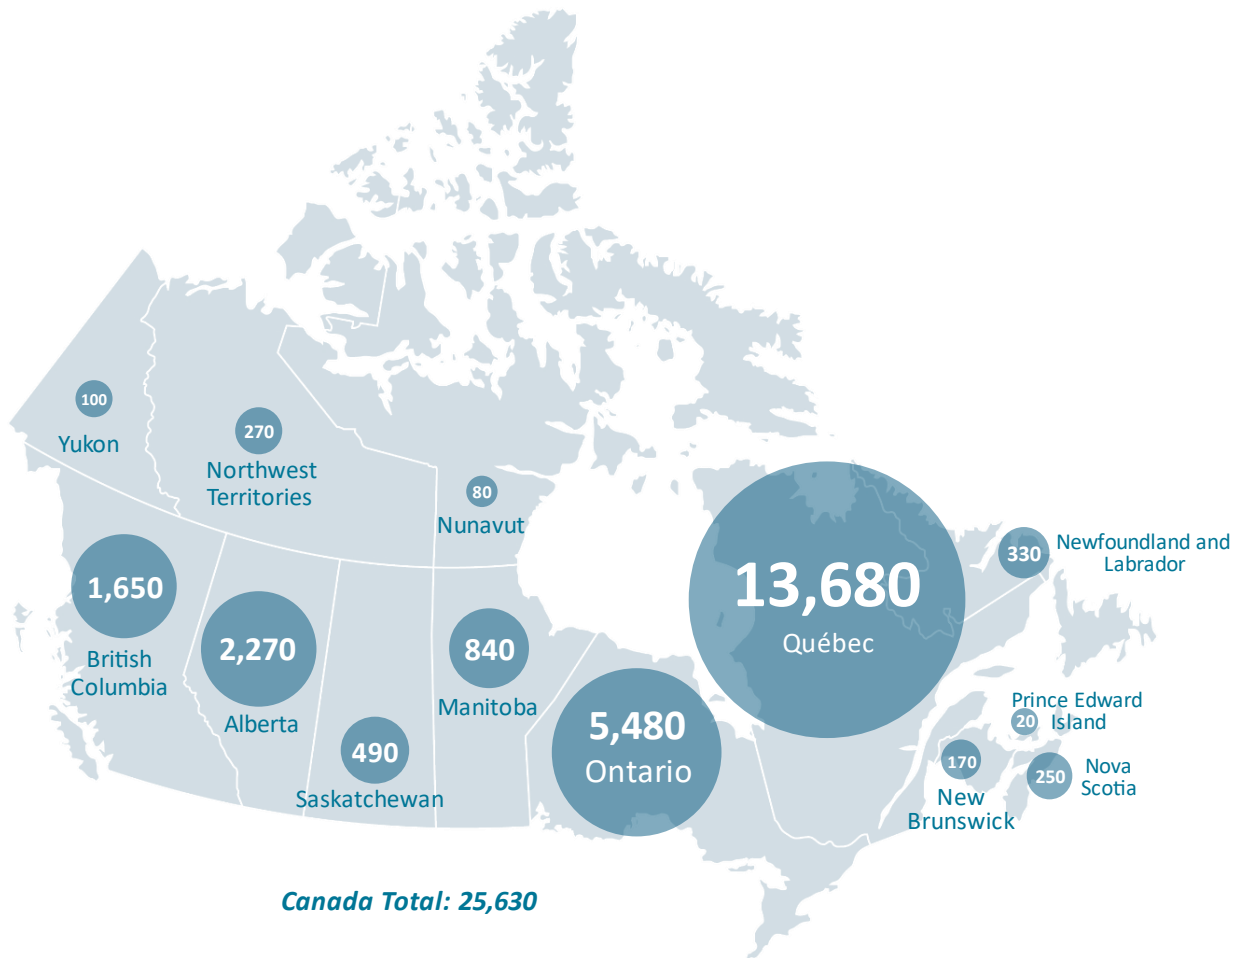 100
Yukon
270
Northwest
Territories
80
Nunavut
1,650
British
Columbia
2,270
Alberta
490
Saskatchewan
840
Manitoba
5,480
Ontario
13,680
Québec
330
Newfoundland and
Labrador
Prince Edward
20
Island
170
New
Brunswick
250
Nova
Scotia
Canada Total: 25,630